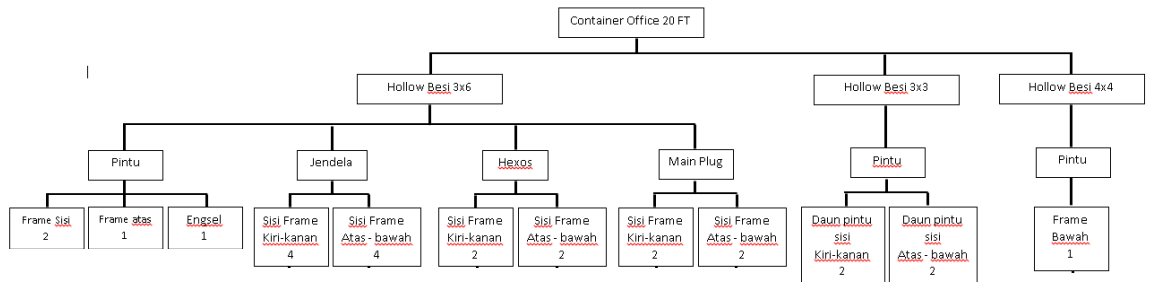 Container Office 20 FT
Hollow Besi 3x6
Hollow Besi 3x3
Hollow Besi 4x4
Pintu
Jendela
Hexos
Main Plug
Pintu
Pintu
Frame Sisi
2
Frame atas
1
Engsel
1
Sisi Frame
Kiri-kanan
4
Sisi Frame
Atas - bawah
4
Sisi Frame
Kiri-kanan
2
Sisi Frame
Atas - bawah
2
Sisi Frame
Kiri-kanan
2
Sisi Frame
Atas - bawah
2
Daun pintu
sisi
Kiri-kanan
2
Daun pintu
sisi
Atas - bawah
2
Frame
Bawah
1